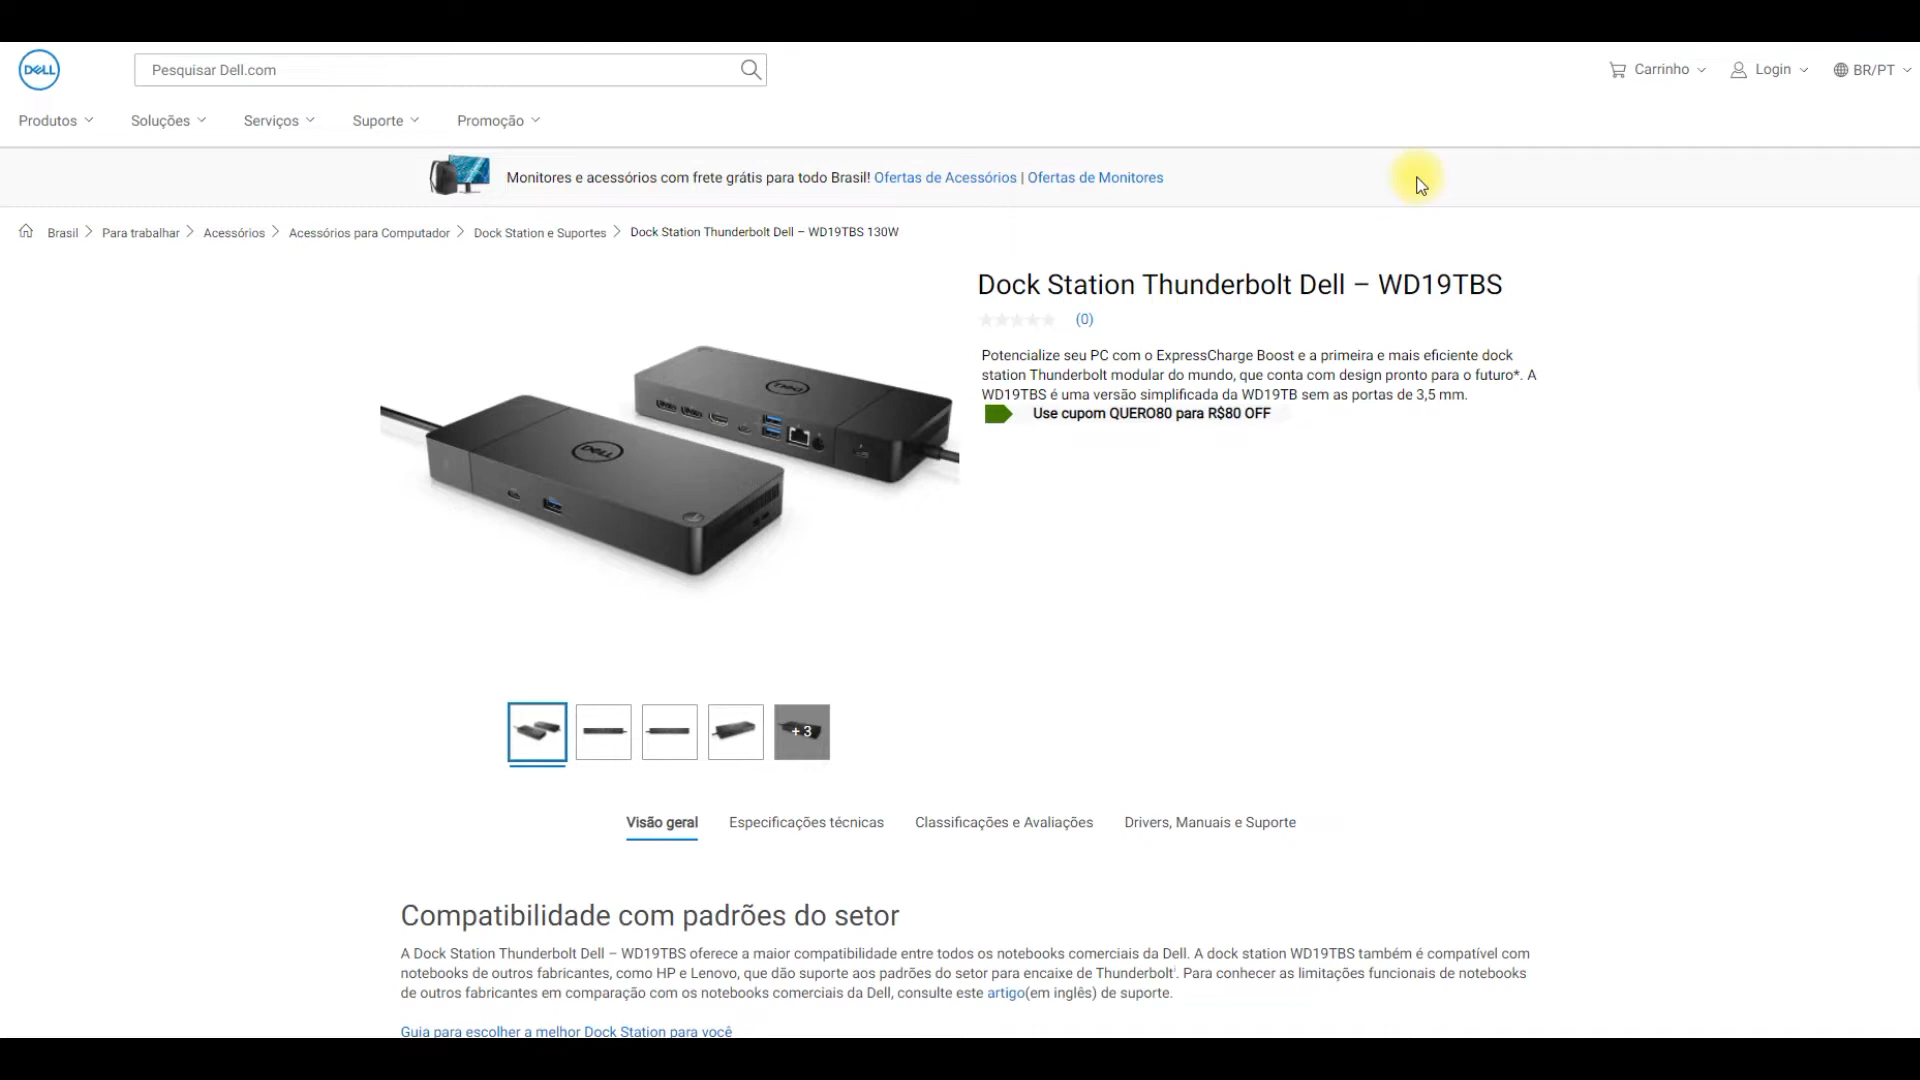 DELL
Pesquisar Dell.com
Carrinho
Login
BR/PT
Produtos
Soluções
Serviços
Suporte
Promoção
Monitores e acessórios com frete grátis para todo Brasil! Ofertas de Acessórios | Ofertas de Monitores
Brasil > Para trabalhar > Acessórios > Acessórios para Computador > Dock Station e Suportes > Dock Station Thunderbolt Dell – WD19TBS 130W
Dock Station Thunderbolt Dell – WD19TBS
(0)
Potencialize seu PC com o ExpressCharge Boost e a primeira e mais eficiente dock
station Thunderbolt modular do mundo, que conta com design pronto para o futuro*. A
WD19TBS é uma versão simplificada da WD19TB sem as portas de 3,5 mm.
Use cupom QUERO80 para R$80 OFF
DELL
DELL
+ 3
Visão geral
Especificações técnicas
Classificações e Avaliações
Drivers, Manuais e Suporte
Compatibilidade com padrões do setor
A Dock Station Thunderbolt Dell – WD19TBS oferece a maior compatibilidade entre todos os notebooks comerciais da Dell. A dock station WD19TBS também é compatível com
notebooks de outros fabricantes, como HP e Lenovo, que dão suporte aos padrões do setor para encaixe de Thunderbolt. Para conhecer as limitações funcionais de notebooks
de outros fabricantes em comparação com os notebooks comerciais da Dell, consulte este artigo(em inglês) de suporte.
Guia para escolher a melhor Dock Station para você